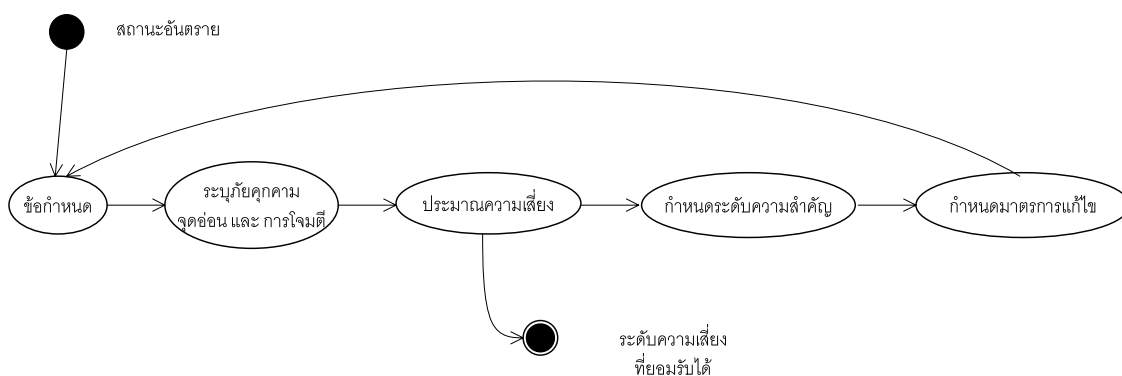 สถานะอันตราย
ข้อกำหนด
ระบุภัยคุกคาม
จุดอ่อน และ การโจมตี
ประมาณความเสี่ยง
กำหนดระดับความสำคัญ
กำหนดมาตรการแก้ไข
ระดับความเสี่ยง
ที่ยอมรับได้